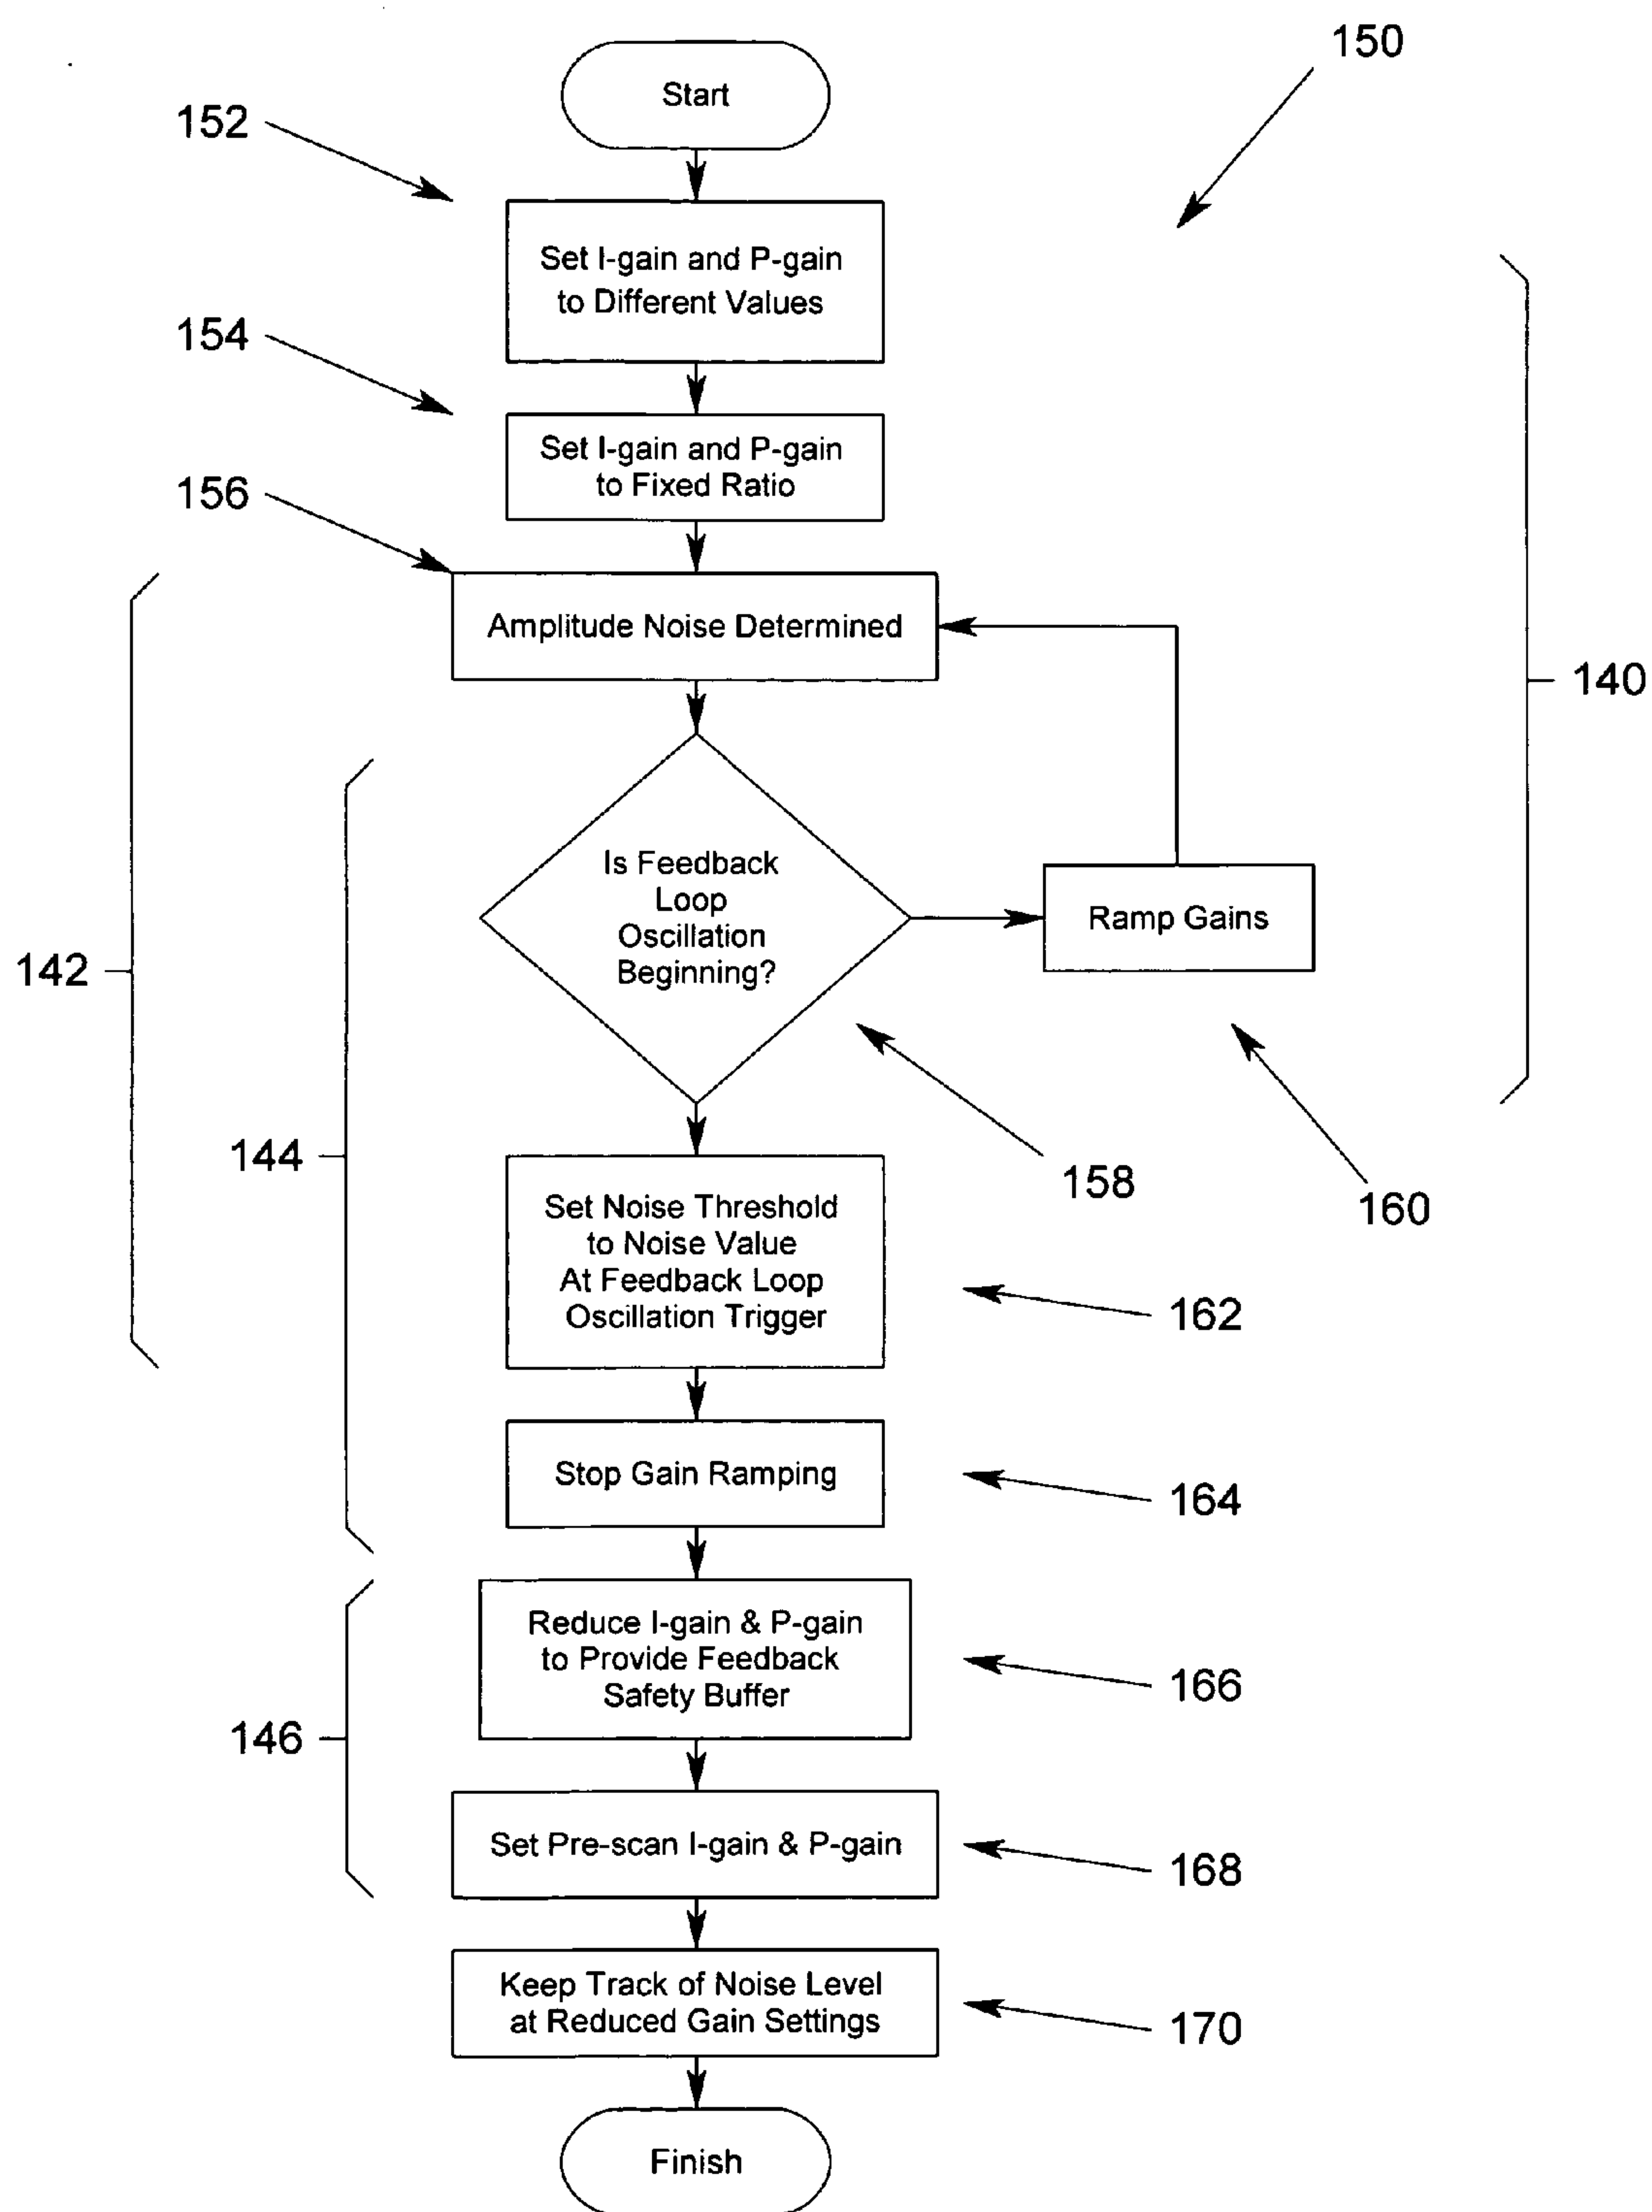 150
Start
152
Set I-gain and P-gain
to Different Values
154
Set I-gain and P-gain
to Fixed Ratio
156
Amplitude Noise Determined
140
Is Feedback
Loop
Oscillation
Beginning?
Ramp Gains
142
144
158
160
Set Noise Threshold
to Noise Value
At Feedback Loop
Oscillation Trigger
162
Stop Gain Ramping
164
Reduce I-gain & P-gain
to Provide Feedback
Safety Buffer
166
146
Set Pre-scan I-gain & P-gain
168
Keep Track of Noise Level
at Reduced Gain Settings
170
Finish